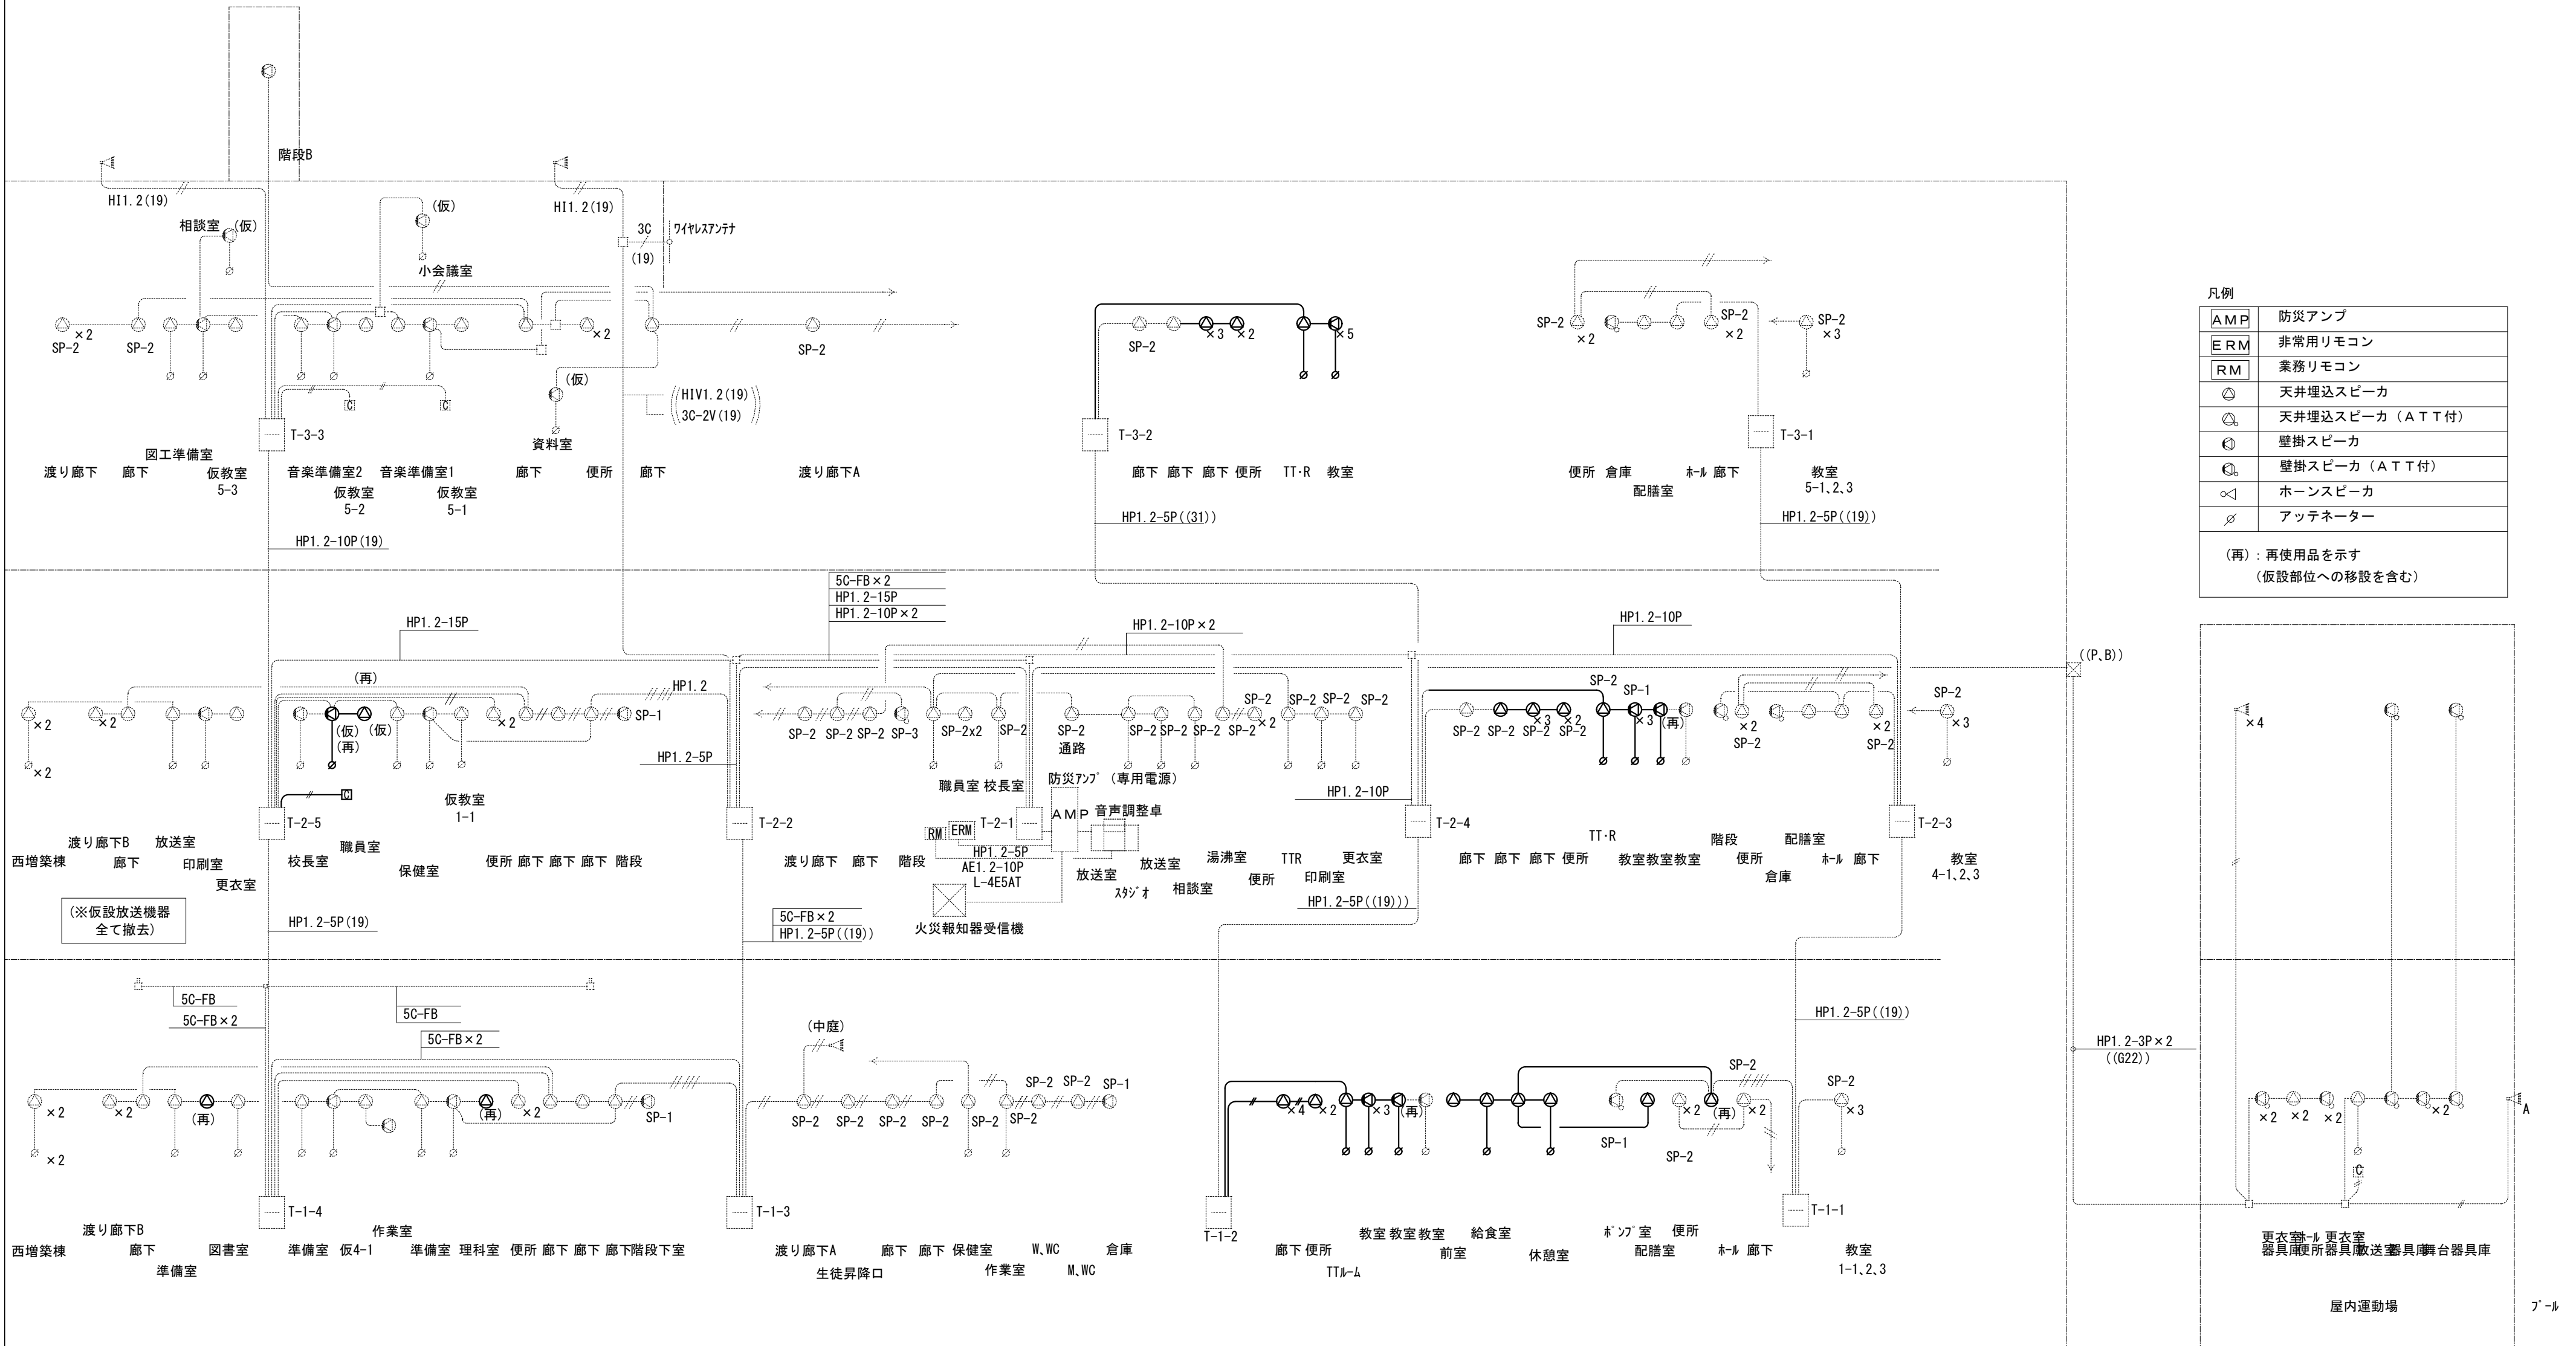 階段B
HI1.2(19)
HI1.2(19)
相談室
(仮)
(仮)
小会議室
3C
(19)
ﾜｲﾔﾚｽｱﾝﾃﾅ
×2
SP-2
SP-2
×2
SP-2
SP-2
×3
×2
×5
SP-2
×2
SP-2
×2
SP-2
×3
(仮)
資料室
C
C
HIV1.2(19)
3C-2V(19)
T-3-3
T-3-2
T-3-1
図工準備室
渡り廊下
廊下
仮教室
5-3
音楽準備室2
仮教室
5-2
音楽準備室1
仮教室
5-1
廊下
便所
廊下
渡り廊下A
廊下
廊下
廊下
便所
TT･R
教室
便所
倉庫
配膳室
ﾎｰﾙ
廊下
教室
5-1､2､3
HP1.2-10P(19)
HP1.2-5P((31))
HP1.2-5P((19))
凡例
AMP
防災アンプ
ERM
非常用リモコン
RM
業務リモコン
天井埋込スピーカ
天井埋込スピーカ（ＡＴＴ付）
壁掛スピーカ
壁掛スピーカ（ＡＴＴ付）
ホーンスピーカ
アッテネーター
(再)：再使用品を示す
(仮設部位への移設を含む)
5C-FB×2
HP1.2-15P
HP1.2-10P×2
HP1.2-15P
HP1.2-10P×2
HP1.2-10P
((P､B))
(再)
HP1.2
×2
×2
(仮)
(再)
(仮)
×2
SP-1
×2
SP-2
SP-2
SP-2
SP-3
SP-2x2
SP-2
SP-2
通路
SP-2
SP-2
SP-2
SP-2
SP-2
×2
SP-2
SP-2
SP-2
SP-2
SP-2
×3
SP-2
×2
SP-2
SP-2
SP-1
×3
(再)
×2
SP-2
×2
SP-2
SP-2
×3
HP1.2-5P
HP1.2-10P
職員室
校長室
防災ｱﾝﾌﾟ（専用電源）
AMP
音声調整卓
RM
ERM
C
T-2-5
T-2-2
T-2-1
T-2-4
T-2-3
HP1.2-5P
AE1.2-10P
L-4E5AT
火災報知器受信機
西増築棟
渡り廊下B
廊下
放送室
印刷室
更衣室
校長室
職員室
保健室
仮教室
1-1
便所
廊下
廊下
廊下
階段
渡り廊下
廊下
階段
放送室
ｽﾀｼﾞｵ
放送室
相談室
湯沸室
便所
TTR
印刷室
更衣室
廊下
廊下
廊下
便所
TT･R
教室
教室
教室
階段
便所
倉庫
配膳室
ﾎｰﾙ
廊下
教室
4-1､2､3
(※仮設放送機器
全て撤去)
HP1.2-5P(19)
5C-FB×2
HP1.2-5P((19))
HP1.2-5P((19)))
HP1.2-5P((19))
5C-FB
5C-FB×2
5C-FB
5C-FB×2
(中庭)
×2
×2
×2
(再)
(再)
×2
SP-1
SP-2
SP-2
SP-2
SP-2
SP-2
SP-2
SP-2
SP-2
SP-1
×4
×2
×3
(再)
SP-1
×2
SP-2
SP-2
(再)
×2
SP-2
×3
T-1-4
T-1-3
T-1-2
T-1-1
西増築棟
渡り廊下B
廊下
準備室
図書室
準備室
仮4-1
作業室
準備室
理科室
便所
廊下
廊下
廊下
階段下室
渡り廊下A
生徒昇降口
廊下
廊下
保健室
作業室
W､WC
M､WC
倉庫
廊下
便所
TTﾙｰﾑ
教室
教室
教室
前室
給食室
休憩室
ﾎﾟﾝﾌﾟ室
配膳室
便所
ﾎｰﾙ
廊下
教室
1-1､2､3
HP1.2-3P×2
((G22))
×4
×2
×2
×2
×2
A
C
更衣室
ﾎｰﾙ
更衣室
器具庫
便所
器具庫
放送室
器具庫
舞台
器具庫
屋内運動場
ﾌﾟｰﾙ